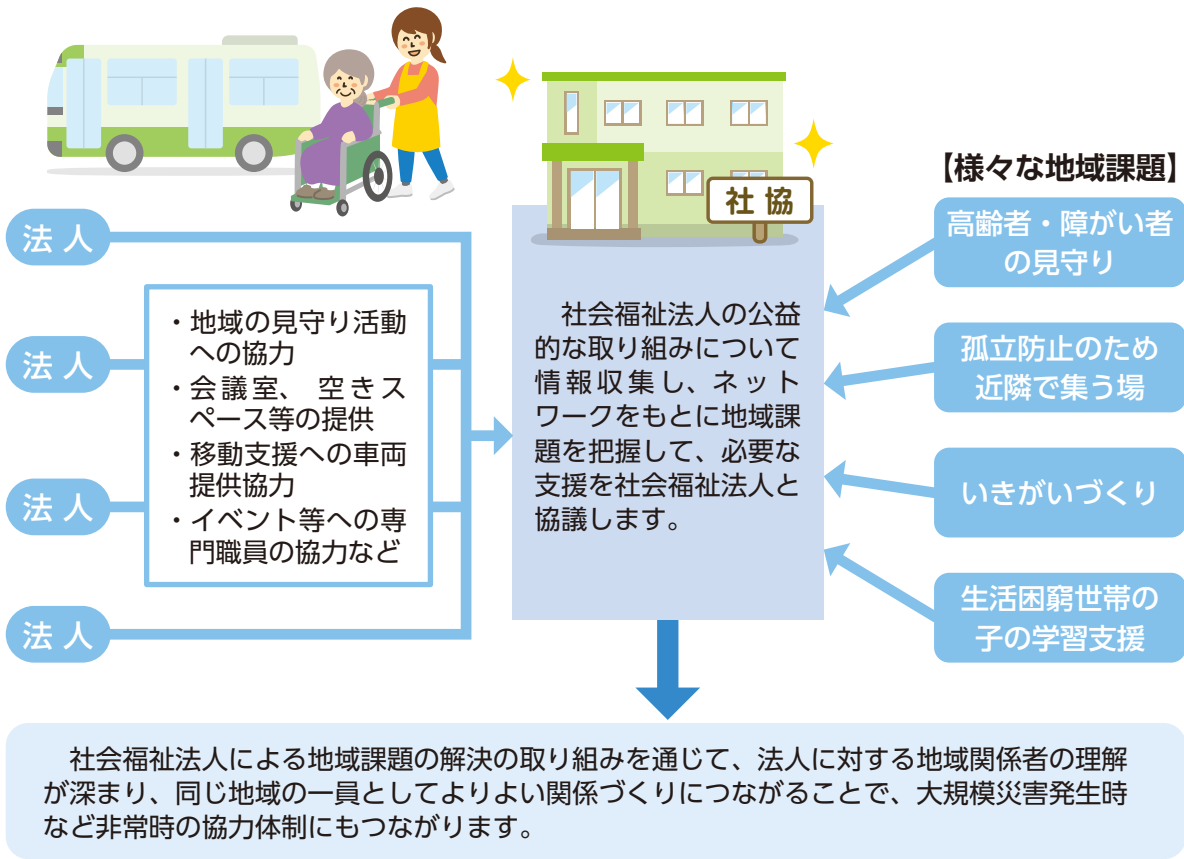 社協
【様々な地域課題】
法人
法人
法人
法人
・地域の見守り活動
への協力
・会議室、空きス
ペース等の提供
・移動支援への車両
提供協力
・イベント等への専
門職員の協力など
社会福祉法人の公益
的な取り組みについて
情報収集し、ネット
ワークをもとに地域課
題を把握して、必要な
支援を社会福祉法人と
協議します。
高齢者・障がい者
の見守り
孤立防止のため
近隣で集う場
いきがいづくり
生活困窮世帯の
子の学習支援
社会福祉法人による地域課題の解決の取り組みを通じて、法人に対する地域関係者の理解
が深まり、同じ地域の一員としてよりよい関係づくりにつながることで、大規模災害発生時
など非常時の協力体制にもつながります。